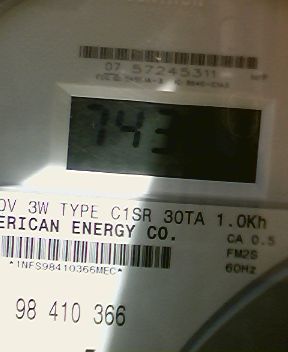 07 57245311
743
0V 3W TYPE C1SR 30TA 1.0Kh
ERICAN ENERGY CO.
CA 0.5
FM2S
*1NFS98410366MEC*
60Hz
98 410 366